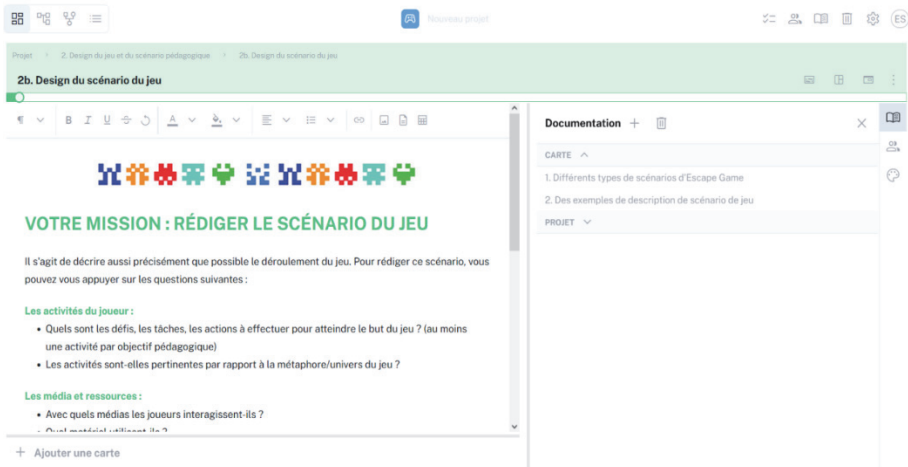 Nouveau projet
ES
Projet
2: Design du jeu et du scénario pédagogique
2b. Design du scénario du jeu
2b. Design du scénario du jeu
B I U S
A
Documentation +
CARTE
1. Différents types de scénarios d'Escape Game
2. Des exemples de description de scénario de jeu
PROJET
VOTRE MISSION : RÉDIGER LE SCÉNARIO DU JEU
Il s'agit de décrire aussi précisément que possible le déroulement du jeu. Pour rédiger ce scénario, vous
pouvez vous appuyer sur les questions suivantes :
Les activités du joueur :
• Quels sont les défis, les tâches, les actions à effectuer pour atteindre le but du jeu ? (au moins
une activité par objectif pédagogique)
• Les activités sont-elles pertinentes par rapport à la métaphore/univers du jeu ?
Les média et ressources :
• Avec quels médias les joueurs interagissent-ils ?
• Quel matériel utilisent-ils ?
+ Ajouter une carte